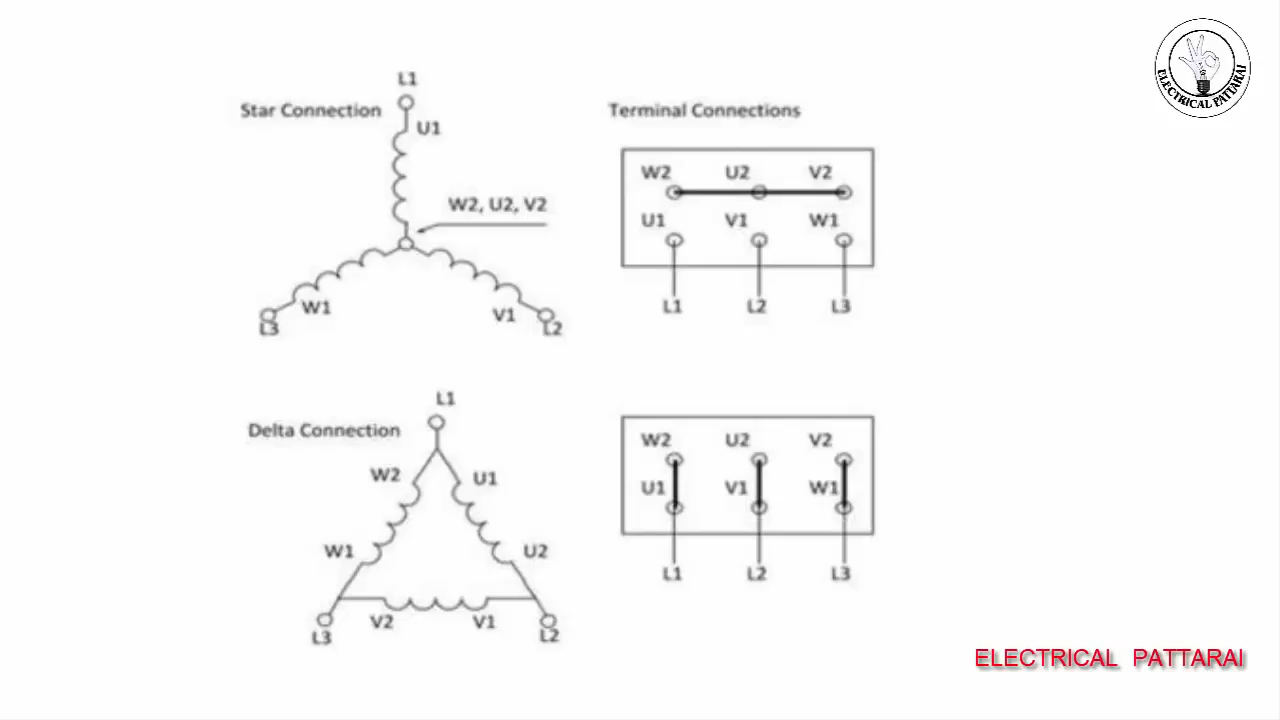 ELECTRICAL PATTARAI
L1
Star Connection
U1
W2, U2, V2
W1
V1
L3
L2
Terminal Connections
W2 U2 V2
U1 V1 W1
L1 L2 L3
L1
Delta Connection
W2 U1
W1 U2
V2 V1
L3 L2
W2 U2 V2
U1 V1 W1
L1 L2 L3
ELECTRICAL PATTARAI